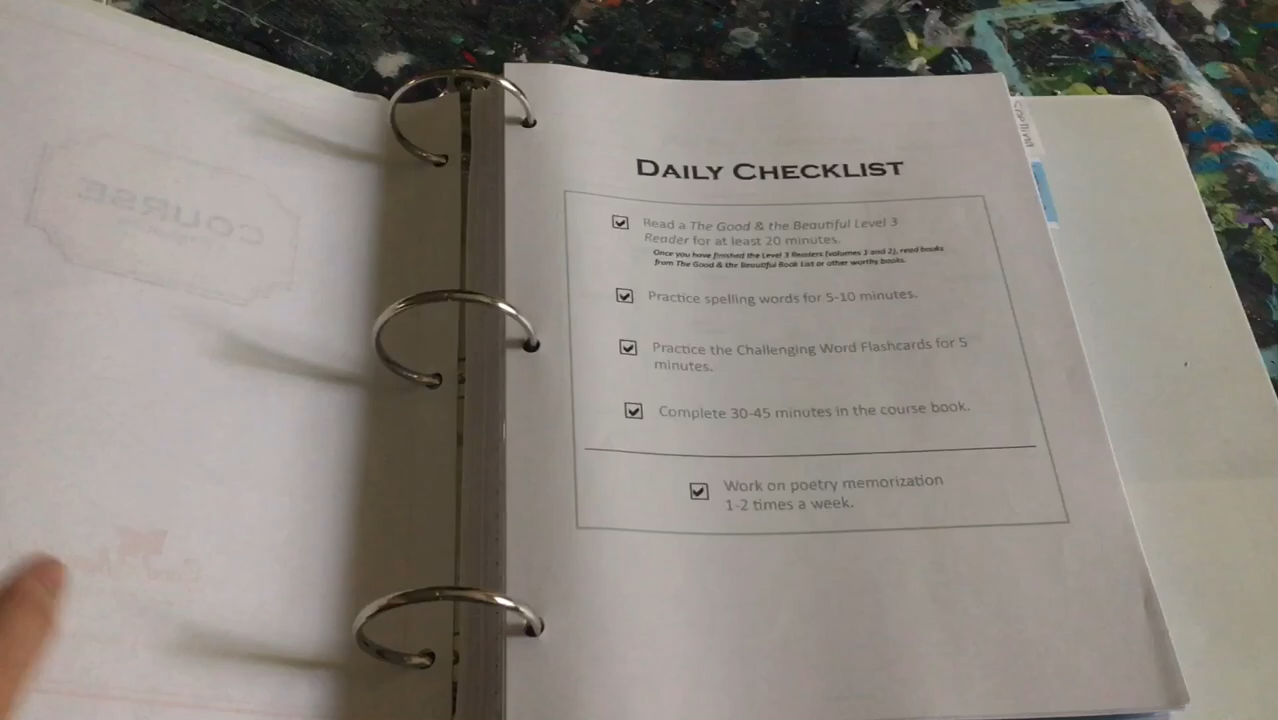 COURSE
DAILY CHECKLIST
Read a The Good & the Beautiful Level 3
Reader for at least 20 minutes.
Once you have finished the Level 3 Readers (volumes 1 and 2), read books
from The Good & the Beautiful Book List or other worthy books.
Practice spelling words for 5-10 minutes.
Practice the Challenging Word Flashcards for 5
minutes.
Complete 30-45 minutes in the course book.
Work on poetry memorization
1-2 times a week.